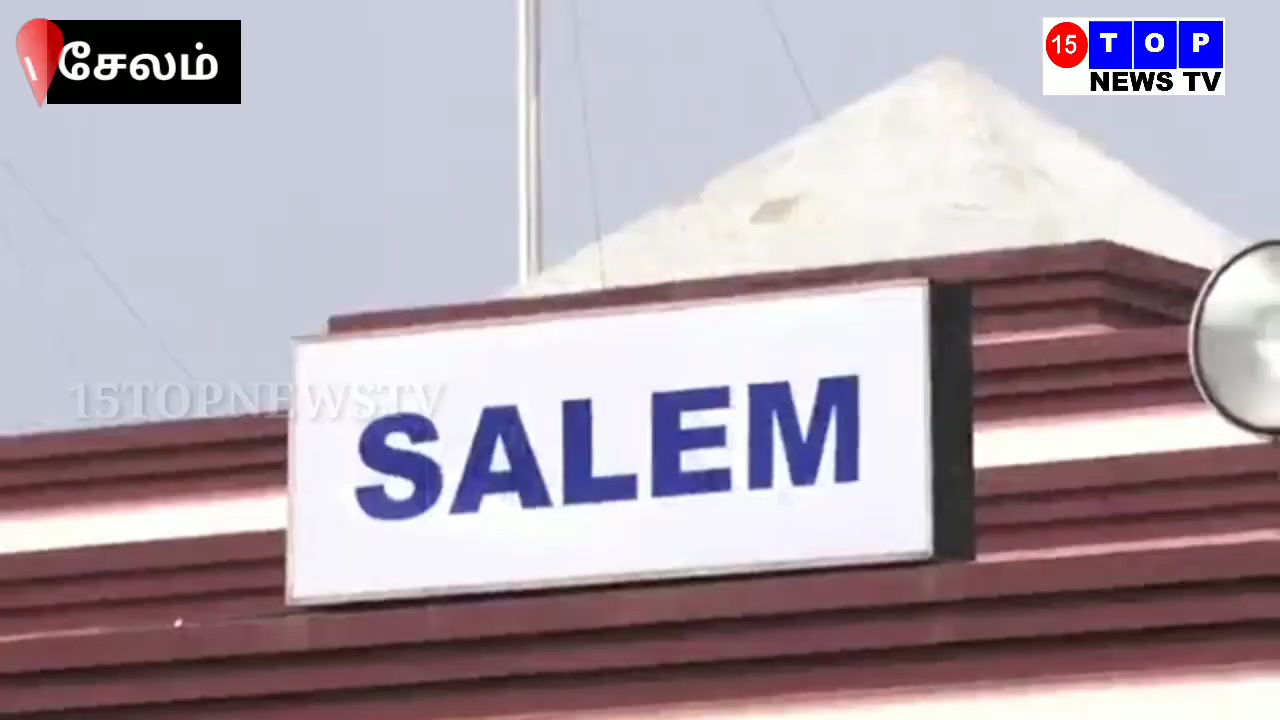 சேலம்
15 TOP
NEWS TV
15TOPNEWSTV
SALEM